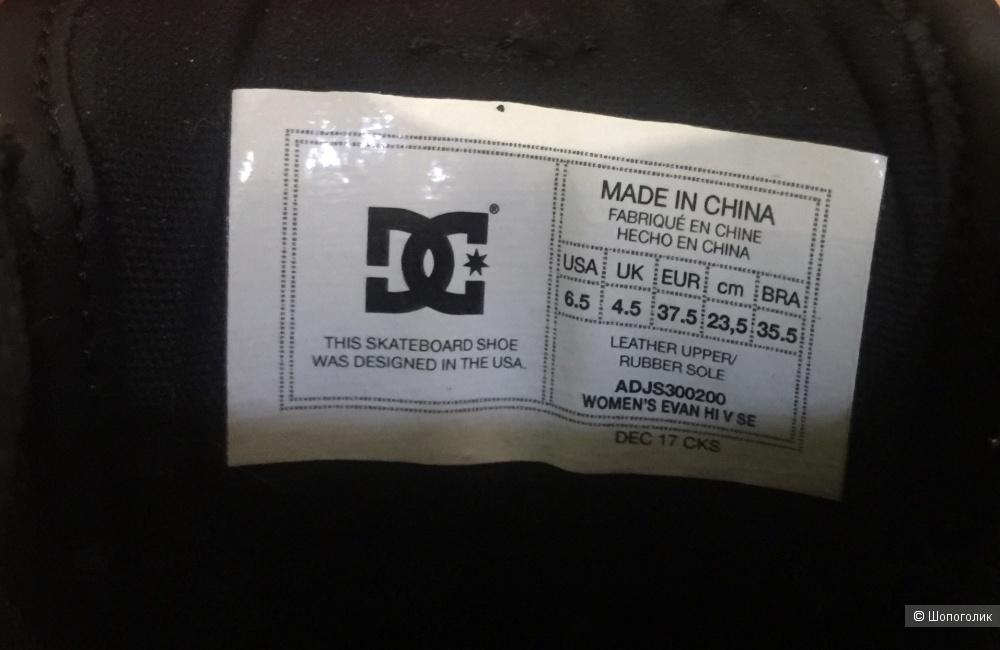 DC®
THIS SKATEBOARD SHOE
WAS DESIGNED IN THE USA.
MADE IN CHINA
FABRIQUÉ EN CHINE
HECHO EN CHINA
USA UK EUR cm BRA
6.5 4.5 37.5 23,5 35.5
LEATHER UPPER/
RUBBER SOLE
ADJS300200
WOMEN'S EVAN HI V SE
DEC 17 CKS
© Шопоголик